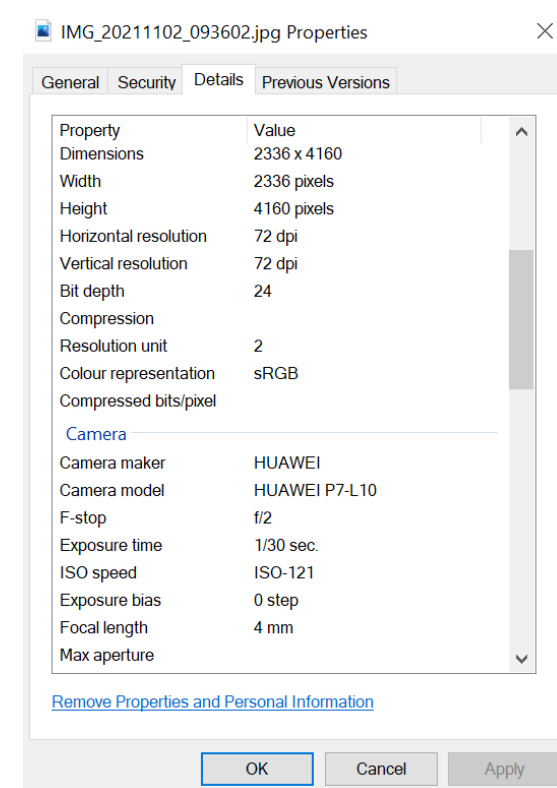 IMG_20211102_093602.jpg Properties
General Security Details Previous Versions
Property Value
Dimensions 2336 x 4160
Width 2336 pixels
Height 4160 pixels
Horizontal resolution 72 dpi
Vertical resolution 72 dpi
Bit depth 24
Compression
Resolution unit 2
Colour representation sRGB
Compressed bits/pixel
Camera
Camera maker HUAWEI
Camera model HUAWEI P7-L10
F-stop f/2
Exposure time 1/30 sec.
ISO speed ISO-121
Exposure bias 0 step
Focal length 4 mm
Max aperture
Remove Properties and Personal Information
OK Cancel Apply